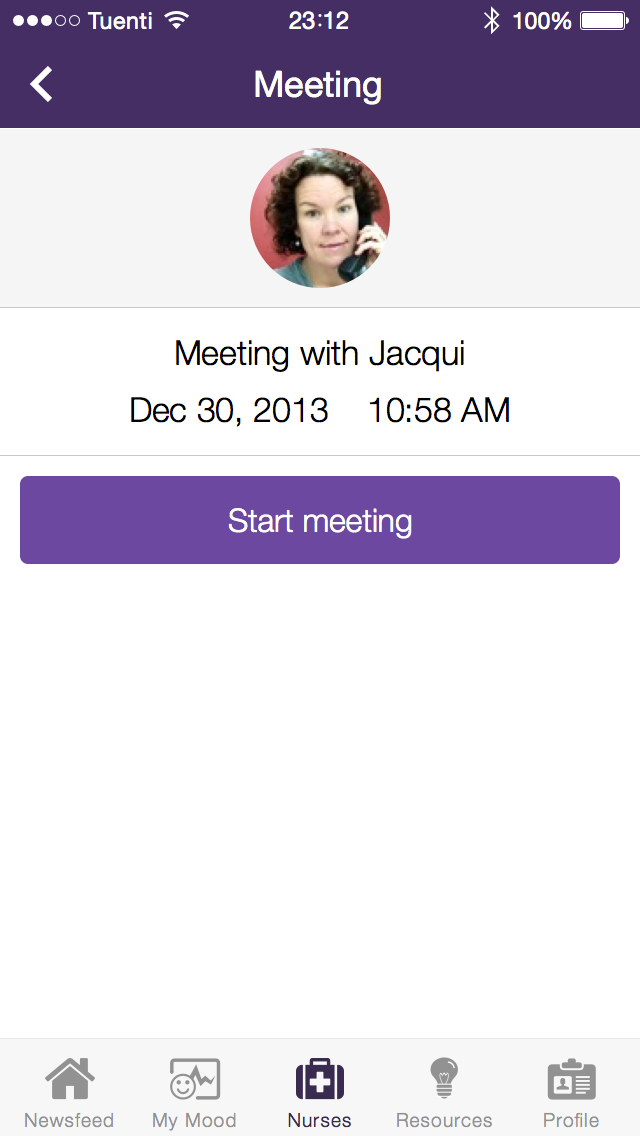 Tuenti 23:12 100%
Meeting
Meeting with Jacqui
Dec 30, 2013 10:58 AM
Start meeting
Newsfeed My Mood Nurses Resources Profile